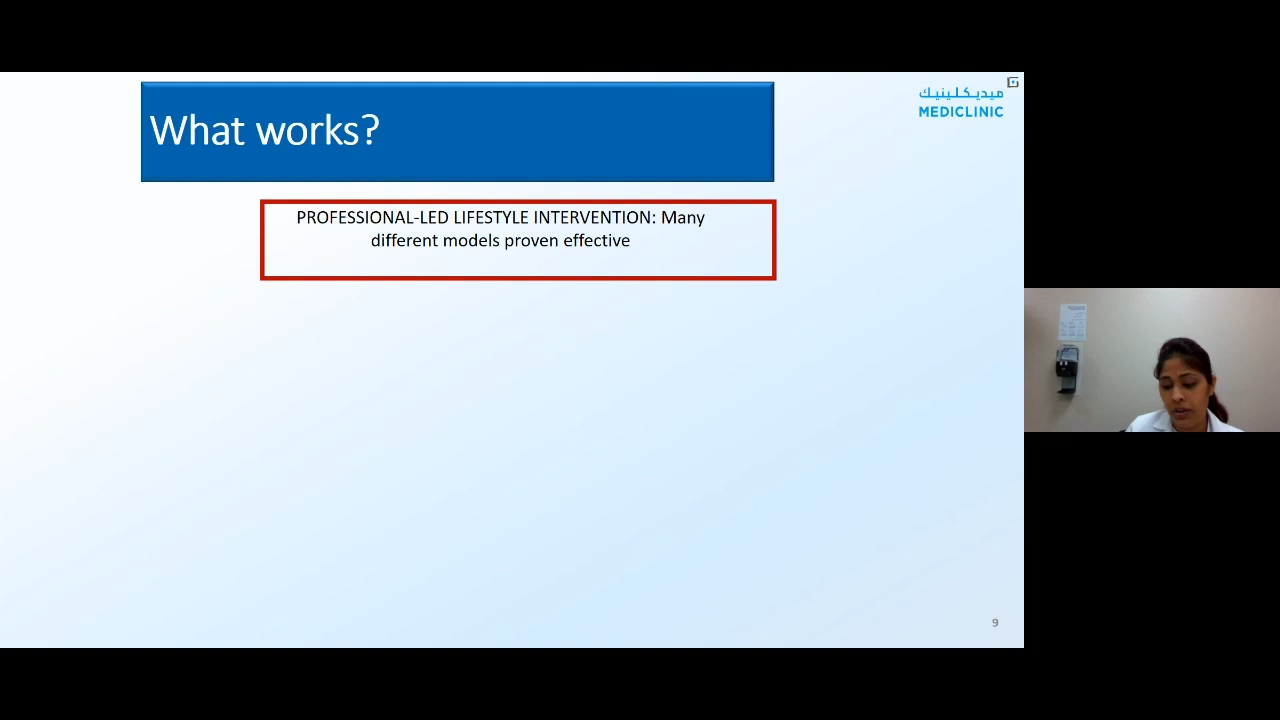 What works?
ميديكلينيك
MEDICLINIC
PROFESSIONAL-LED LIFESTYLE INTERVENTION: Many
different models proven effective
9